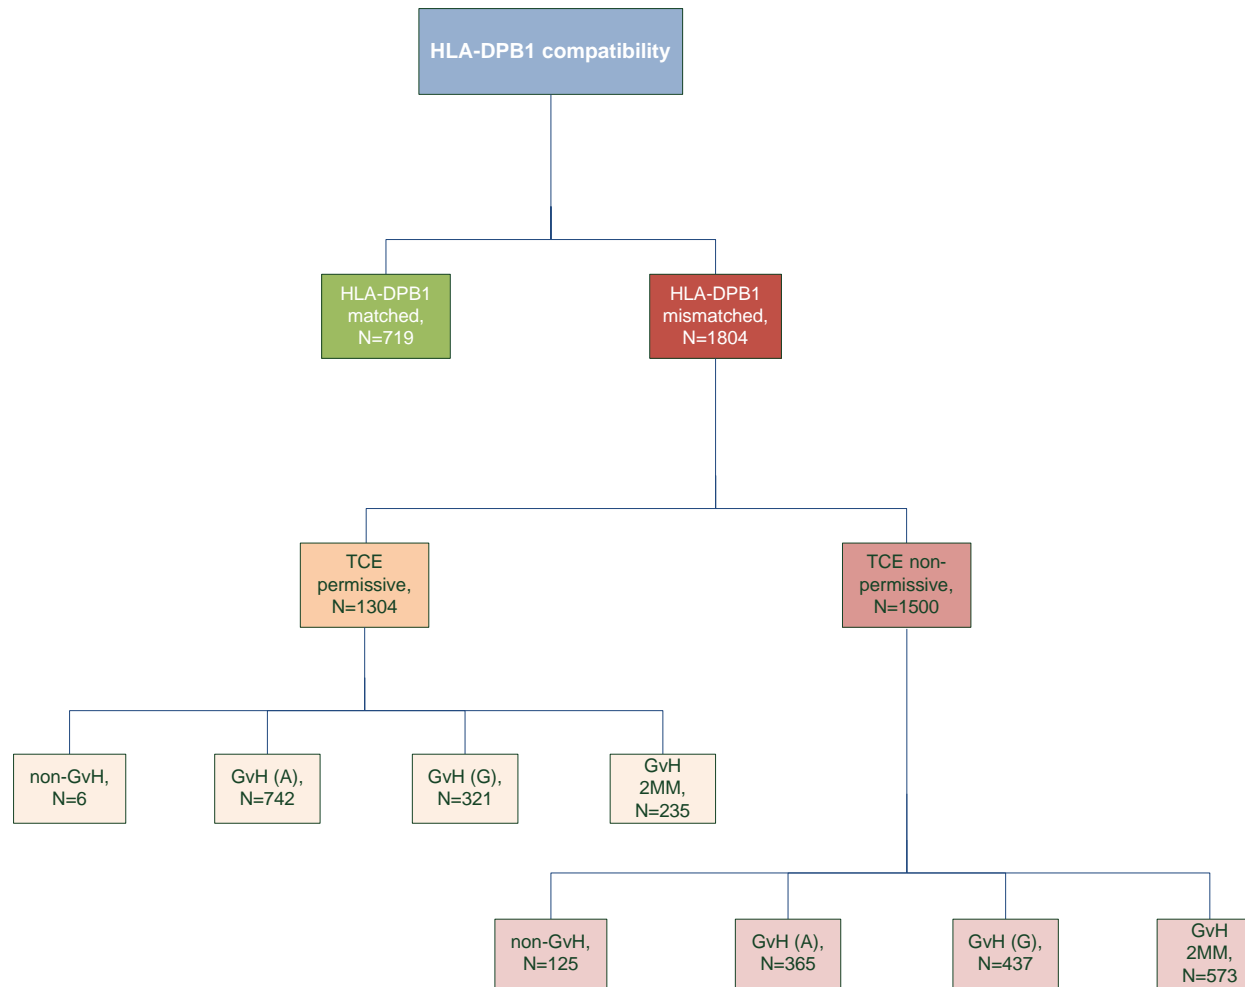 HLA-DPB1 compatibility
HLA-DPB1
matched,
N=719
HLA-DPB1
mismatched,
N=1804
TCE
permissive,
N=1304
TCE non-
permissive,
N=1500
non-GvH,
N=6
GvH (A),
N=742
GvH (G),
N=321
GvH
2MM,
N=235
non-GvH,
N=125
GvH (A),
N=365
GvH (G),
N=437
GvH
2MM,
N=573